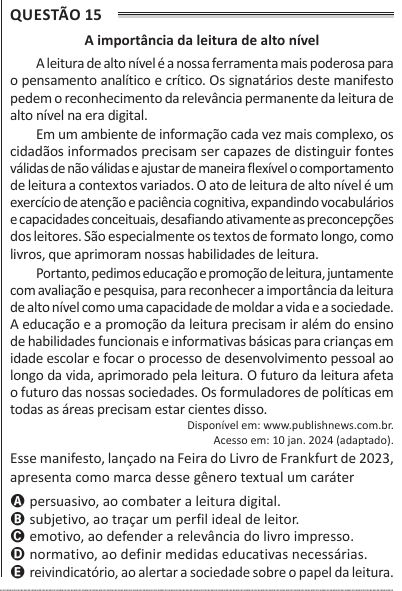 QUESTÃO 15
A importância da leitura de alto nível
A leitura de alto nível é a nossa ferramenta mais poderosa para
o pensamento analítico e crítico. Os signatários deste manifesto
pedem o reconhecimento da relevância permanente da leitura de
alto nível na era digital.
Em um ambiente de informação cada vez mais complexo, os
cidadãos informados precisam ser capazes de distinguir fontes
válidas de não válidas e ajustar de maneira flexível o comportamento
de leitura a contextos variados. O ato de leitura de alto nível é um
exercício de atenção e paciência cognitiva, expandindo vocabulários
e capacidades conceituais, desafiando ativamente as preconcepções
dos leitores. São especialmente os textos de formato longo, como
livros, que aprimoram nossas habilidades de leitura.
Portanto, pedimos educação e promoção de leitura, juntamente
com avaliação e pesquisa, para reconhecer a importância da leitura
de alto nível como uma capacidade de moldar a vida e a sociedade.
A educação e a promoção da leitura precisam ir além do ensino
de habilidades funcionais e informativas básicas para crianças em
idade escolar e focar o processo de desenvolvimento pessoal ao
longo da vida, aprimorado pela leitura. O futuro da leitura afeta
o futuro das nossas sociedades. Os formuladores de políticas em
todas as áreas precisam estar cientes disso.
Disponível em: www.publishnews.com.br.
Acesso em: 10 jan. 2024 (adaptado).
Esse manifesto, lançado na Feira do Livro de Frankfurt de 2023,
apresenta como marca desse gênero textual um caráter
A persuasivo, ao combater a leitura digital.
B subjetivo, ao traçar um perfil ideal de leitor.
C emotivo, ao defender a relevância do livro impresso.
D normativo, ao definir medidas educativas necessárias.
E reivindicatório, ao alertar a sociedade sobre o papel da leitura.